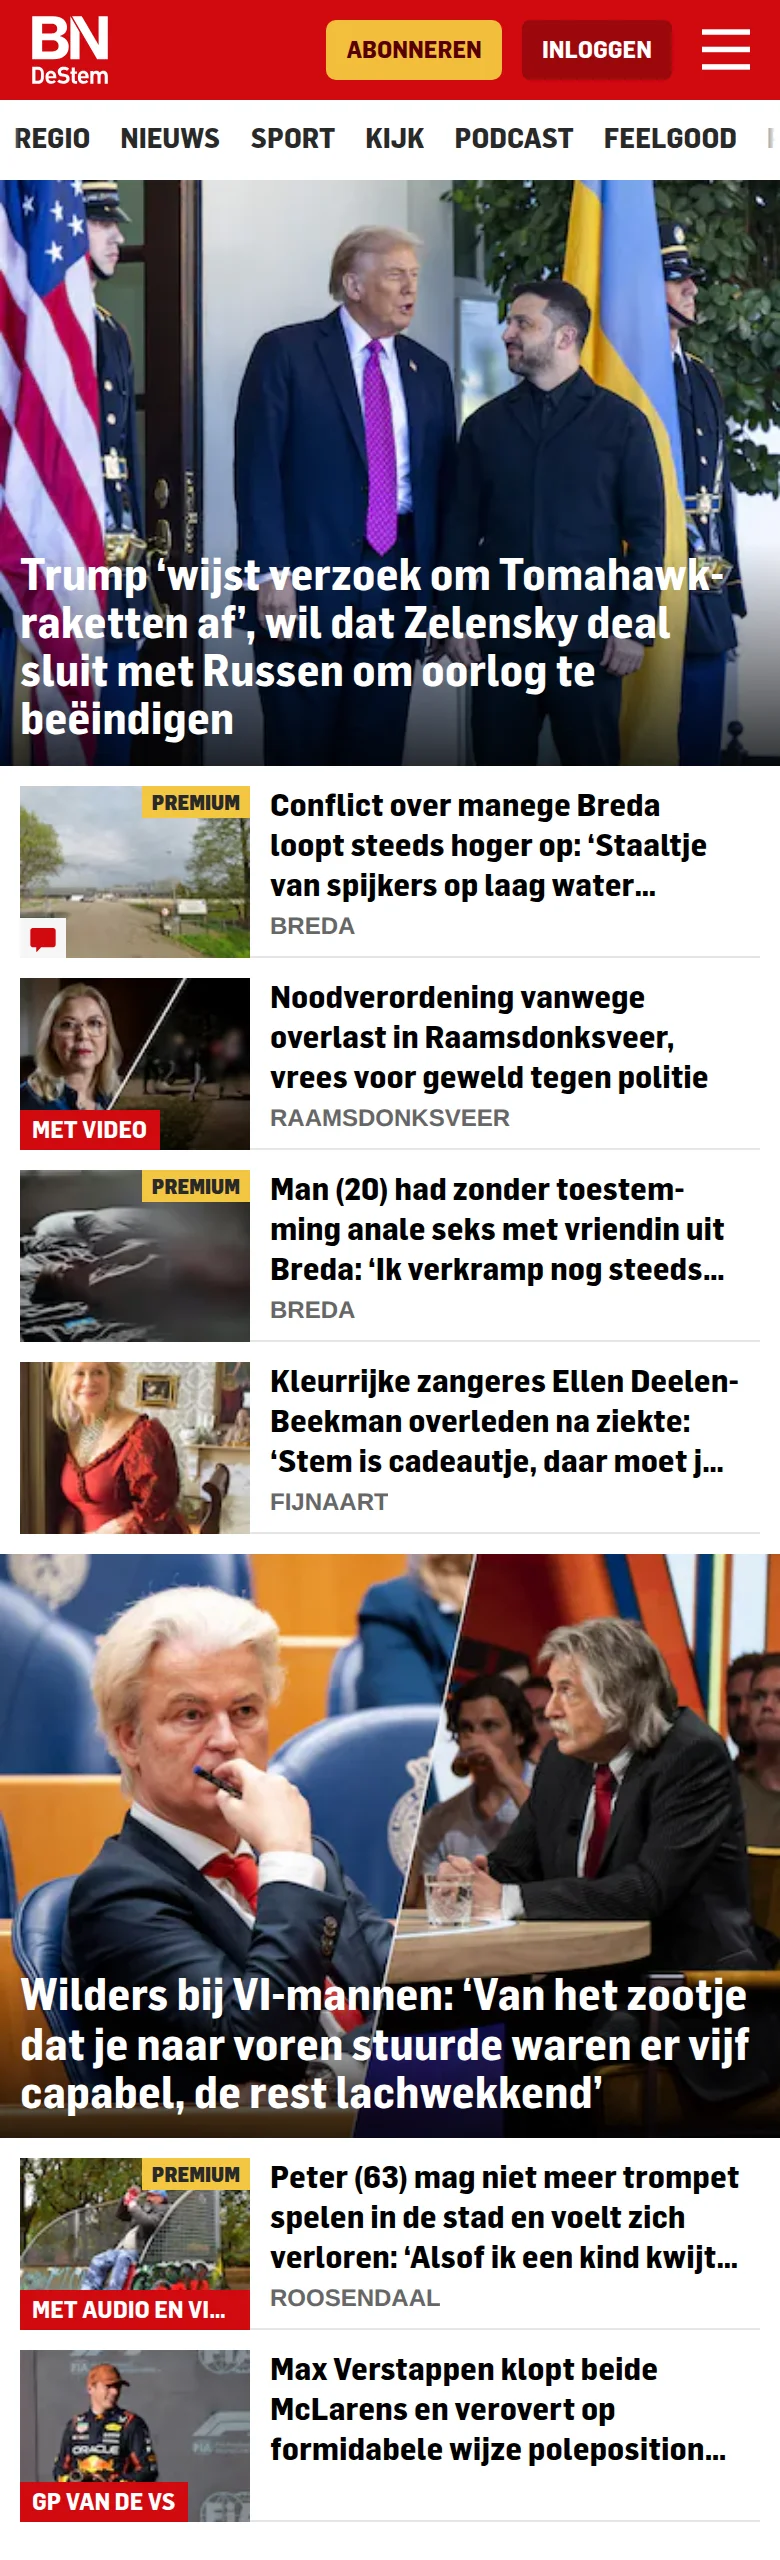 BN
DeStem
ABONNEREN
INLOGGEN
REGIO NIEUWS SPORT KIJK PODCAST FEELGOOD
Trump ‘wijst verzoek om Tomahawk-
raketten af’, wil dat Zelensky deal
sluit met Russen om oorlog te
beëindigen
PREMIUM
Conflict over manege Breda
loopt steeds hoger op: ‘Staaltje
van spijkers op laag water...
BREDA
MET VIDEO
Noodverordening vanwege
overlast in Raamsdonksveer,
vrees voor geweld tegen politie
RAAMSDONKSVEER
PREMIUM
Man (20) had zonder toestem-
ming anale seks met vriendin uit
Breda: ‘Ik verkramp nog steeds...
BREDA
Kleurrijke zangeres Ellen Deelen-
Beekman overleden na ziekte:
‘Stem is cadeautje, daar moet j...
FIJNAART
Wilders bij VI-mannen: ‘Van het zootje
dat je naar voren stuurde waren er vijf
capabel, de rest lachwekkend’
PREMIUM
MET AUDIO EN VI...
Peter (63) mag niet meer trompet
spelen in de stad en voelt zich
verloren: ‘Alsof ik een kind kwijt...
ROOSENDAAL
ORACLE
FIA
GP VAN DE VS
Max Verstappen klopt beide
McLarens en verovert op
formidabele wijze poleposition...